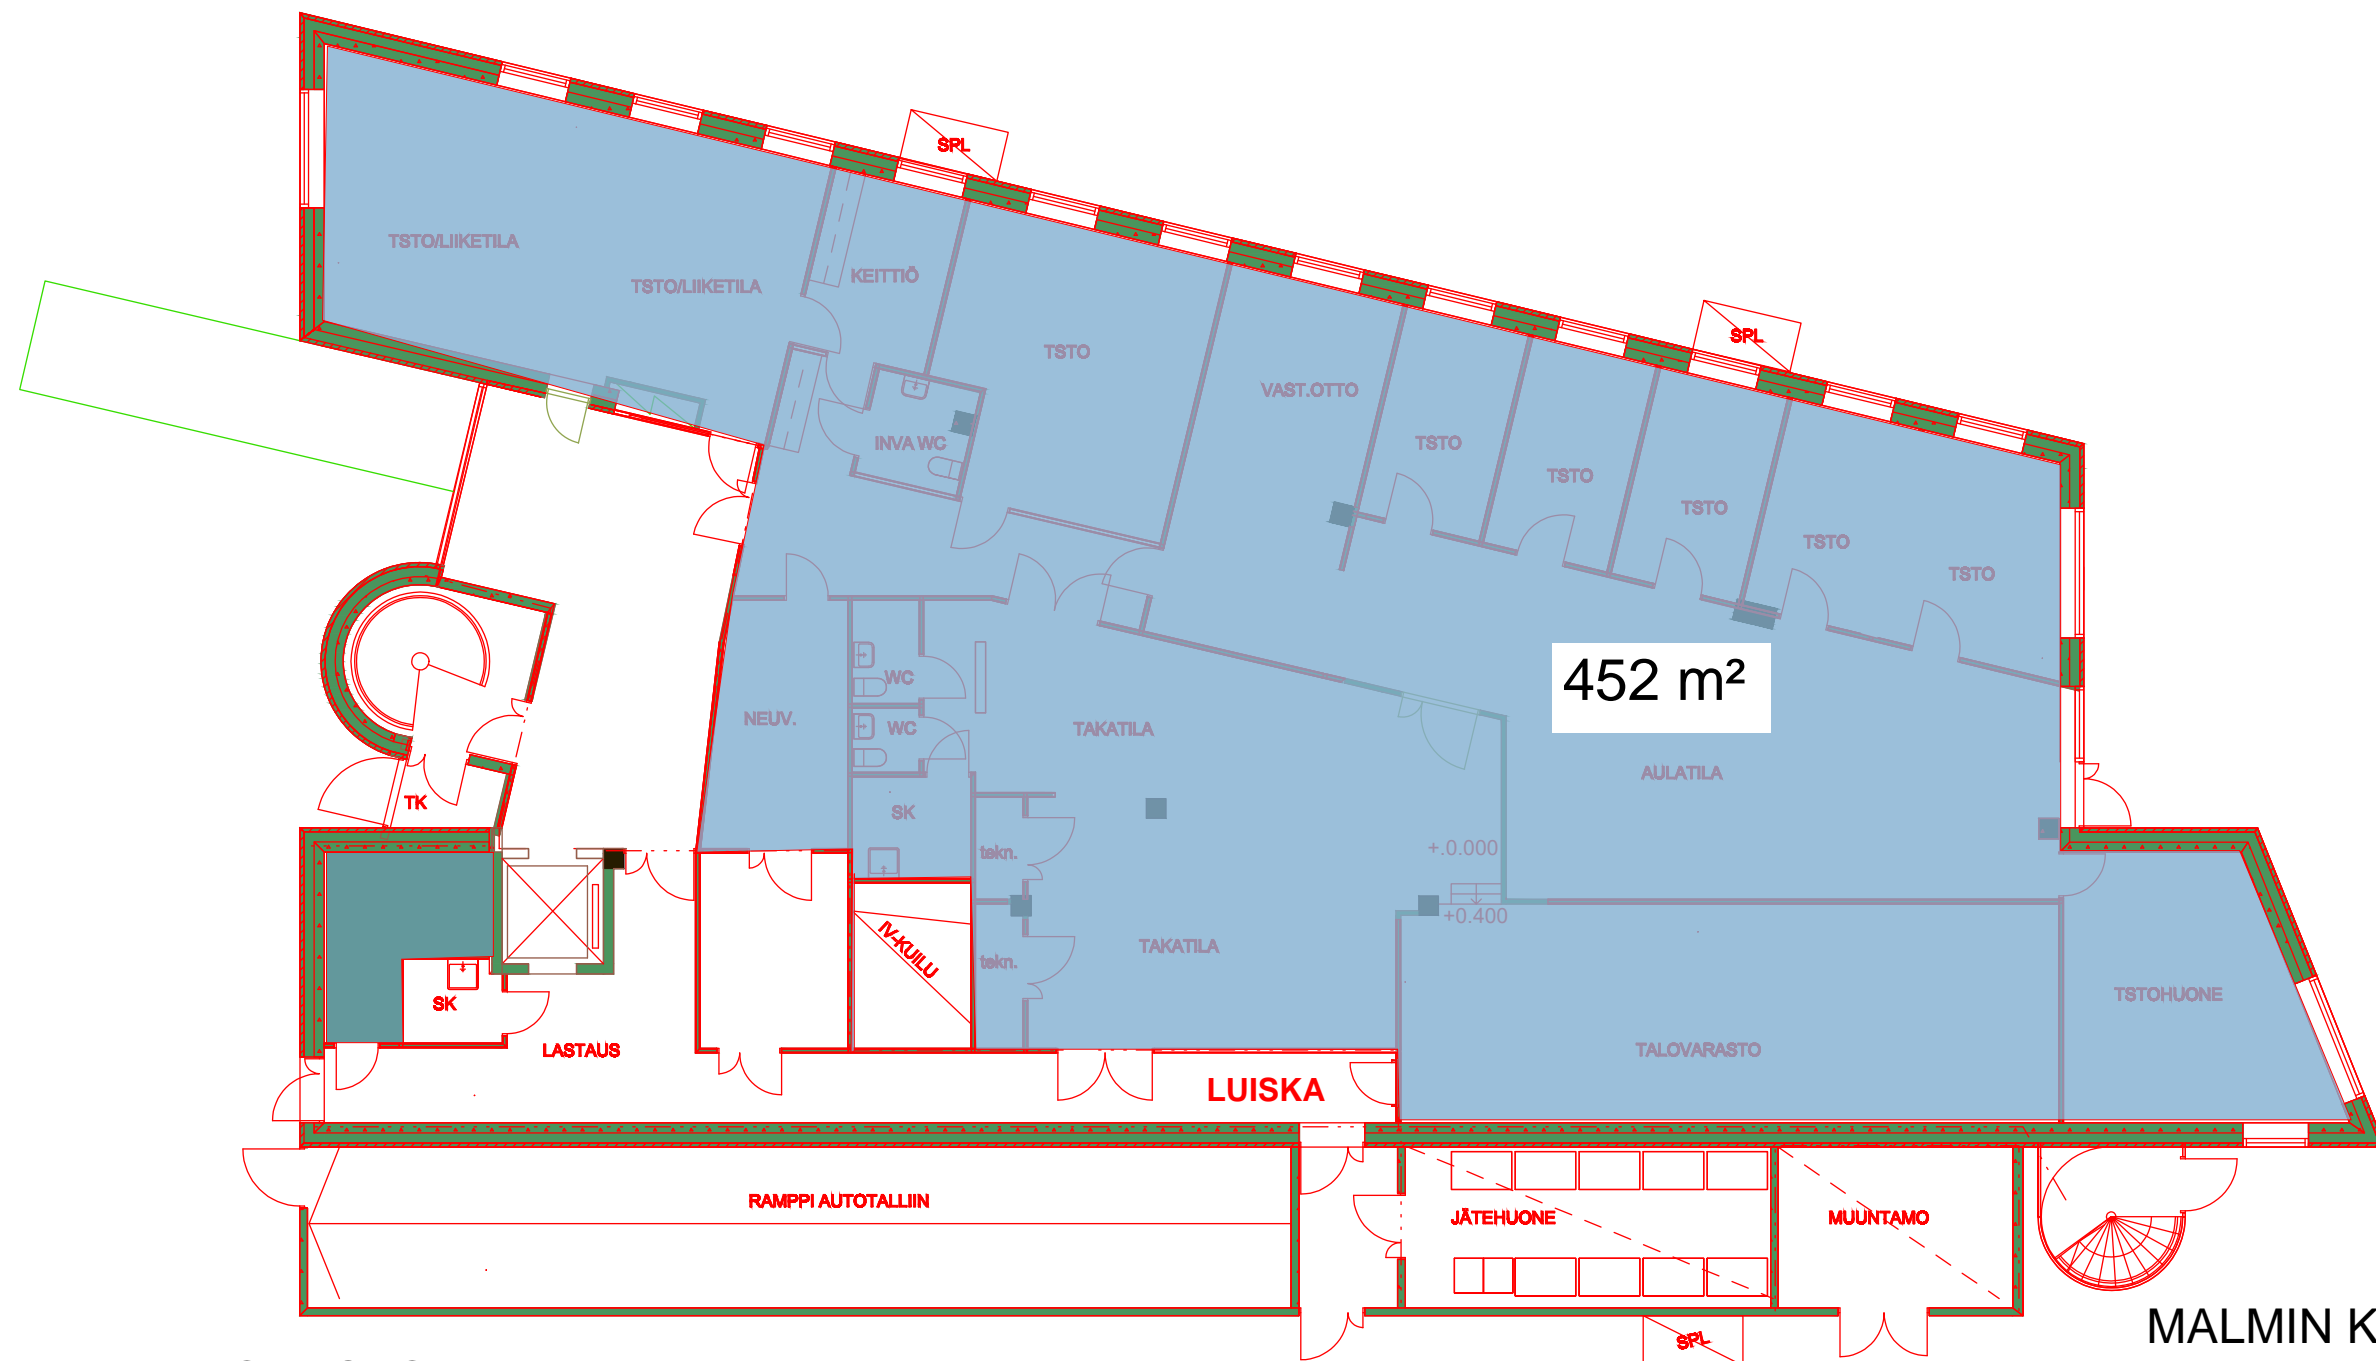 SPL
TSTO/LIIKETILA
TSTO/LIIKETILA
KEITTIÖ
SPL
TSTO
VAST.OTTO
INVA WC
TSTO
TSTO
TSTO
TSTO
TSTO
452 m²
WC
NEUV.
WC
TAKATILA
AULATILA
TK
SK
tekn.
+.0.000
+0.400
IV-KUILU
TAKATILA
tekn.
SK
TSTOHUONE
LASTAUS
TALOVARASTO
LUISKA
RAMPPI AUTOTALLIIN
JÄTEHUONE
MUUNTAMO
SPL
MALMIN K